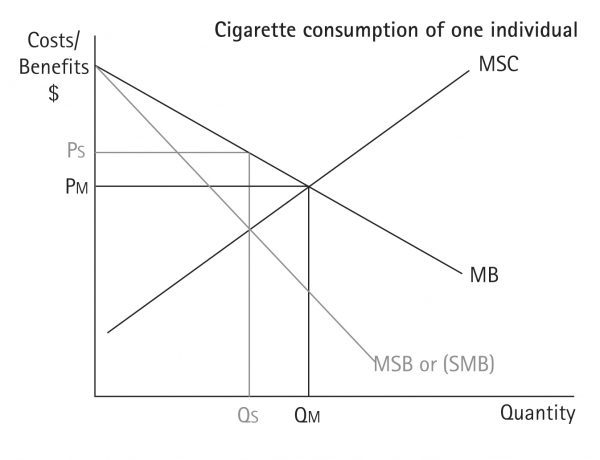 Cigarette consumption of one individual
Costs/
Benefits
$
MSC
PS
PM
MB
MSB or (SMB)
QS
QM
Quantity